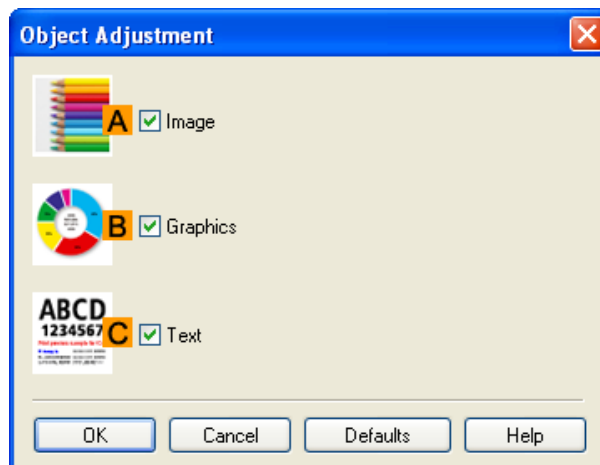 Object Adjustment
A Image
B Graphics
ABCD
1234567
C Text
OK Cancel Defaults Help